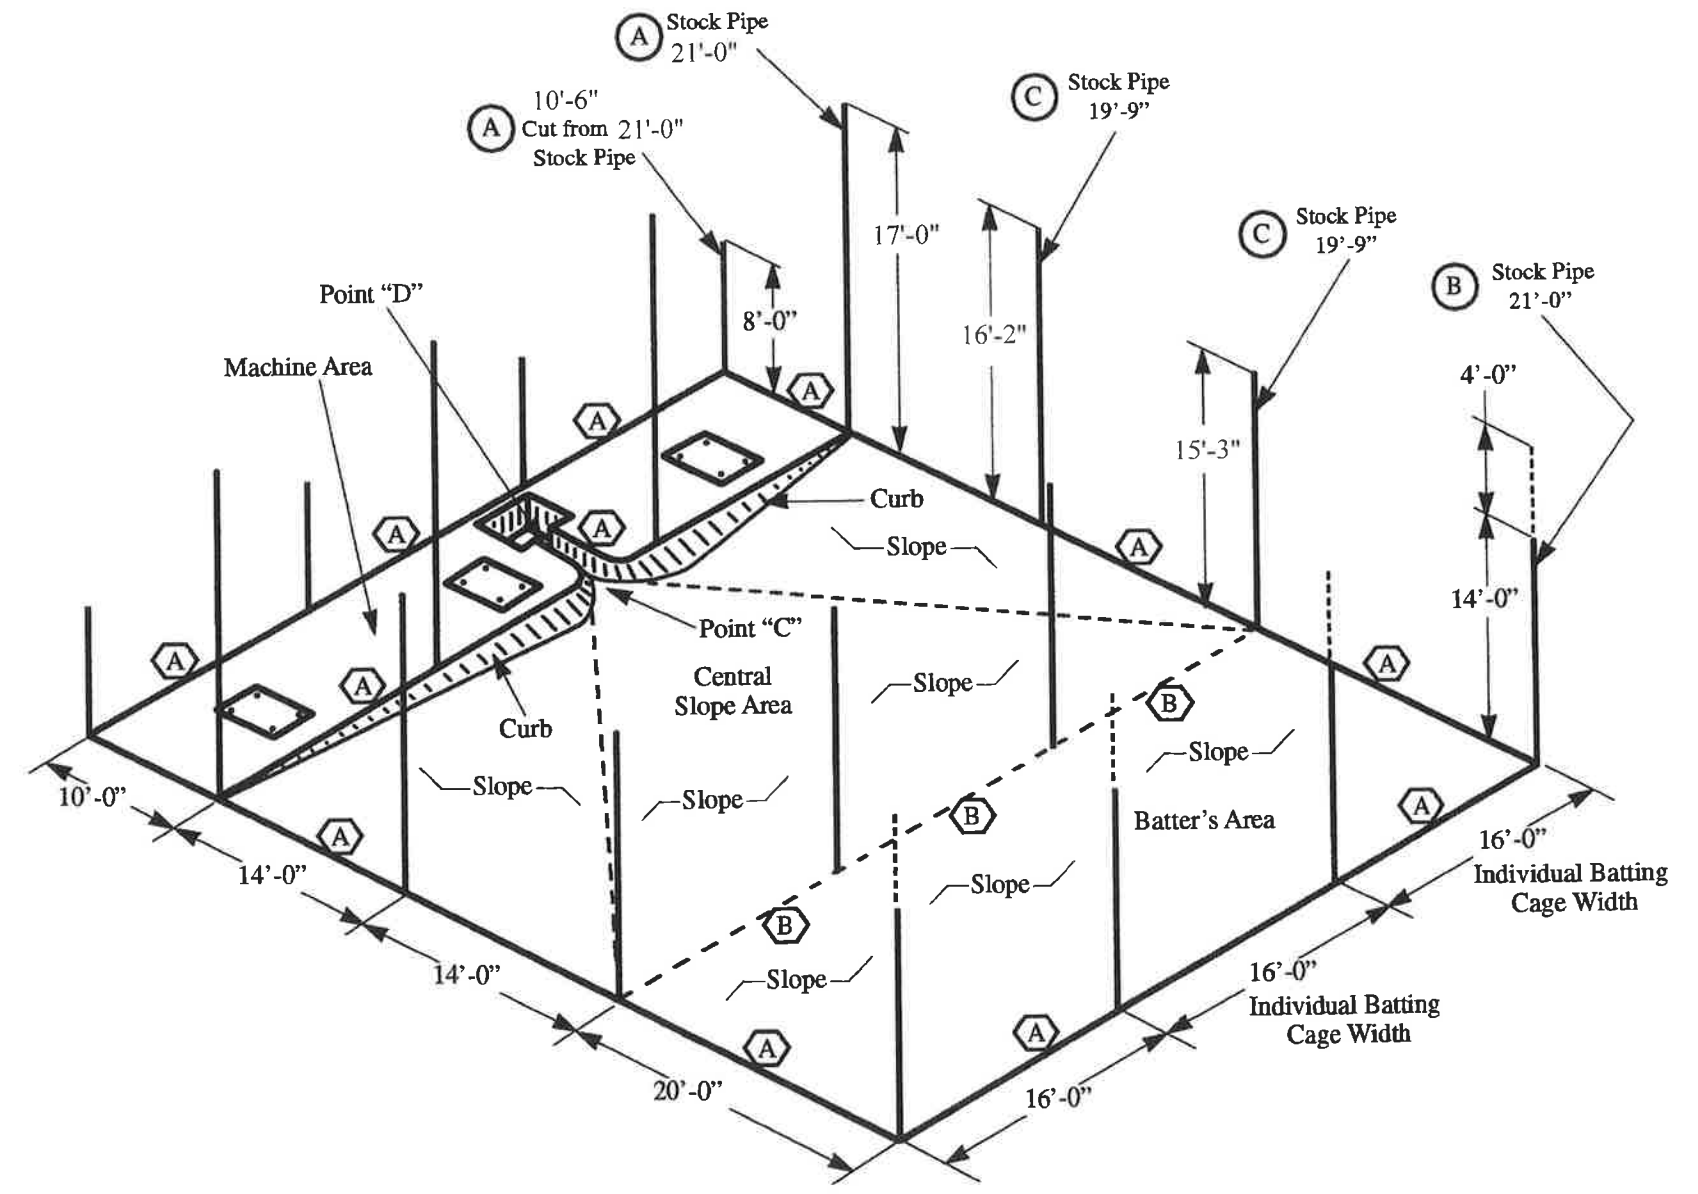 A
Stock Pipe
21'-0"
10'-6"
A
Cut from 21'-0"
Stock Pipe
C
Stock Pipe
19'-9”
C
Stock Pipe
19'-9”
B
Stock Pipe
21'-0”
17'-0"
16'-2"
15'-3"
4'-0”
14'-0”
8'-0”
Point “D”
Machine Area
A
A
A
A
A
A
Curb
Slope
A
Point “C”
Central
Slope Area
Curb
Slope
B
A
Slope
Slope
Slope
10'-0”
A
14'-0”
B
Batter’s Area
A
16'-0”
Individual Batting
Cage Width
Slope
B
14'-0”
Slope
16'-0”
Individual Batting
Cage Width
A
A
20'-0”
16'-0”